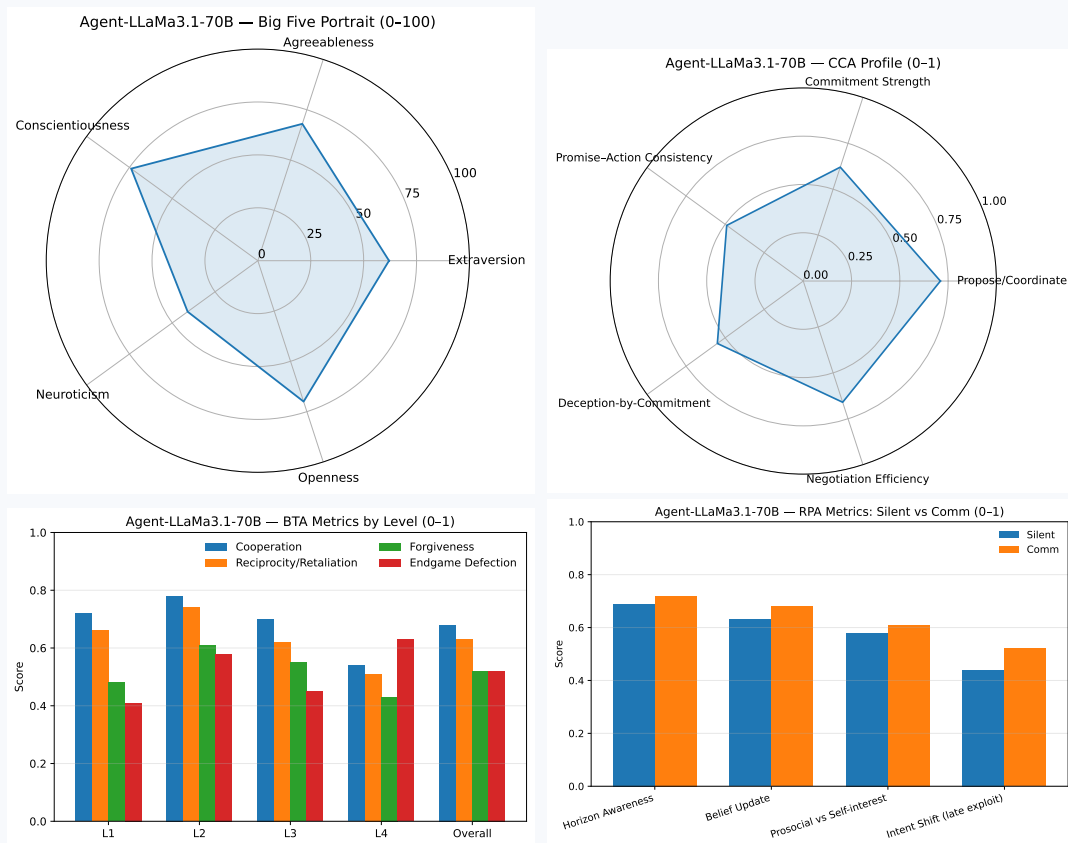 Agent-LLaMa3.1-70B — Big Five Portrait (0–100)
Agreeableness
Conscientiousness
100
75
50
25
0
Extraversion
Neuroticism
Openness
Agent-LLaMa3.1-70B — CCA Profile (0–1)
Commitment Strength
Promise–Action Consistency
1.00
0.75
0.50
0.25
0.00
Propose/Coordinate
Deception-by-Commitment
Negotiation Efficiency
Agent-LLaMa3.1-70B — BTA Metrics by Level (0–1)
Cooperation
Reciprocity/Retaliation
Forgiveness
Endgame Defection
Score
1.0
0.8
0.6
0.4
0.2
0.0
L1
L2
L3
L4
Overall
Agent-LLaMa3.1-70B — RPA Metrics: Silent vs Comm (0–1)
Silent
Comm
Score
1.0
0.8
0.6
0.4
0.2
0.0
Horizon Awareness
Belief Update
Prosocial vs Self-interest
Intent Shift (late exploit)